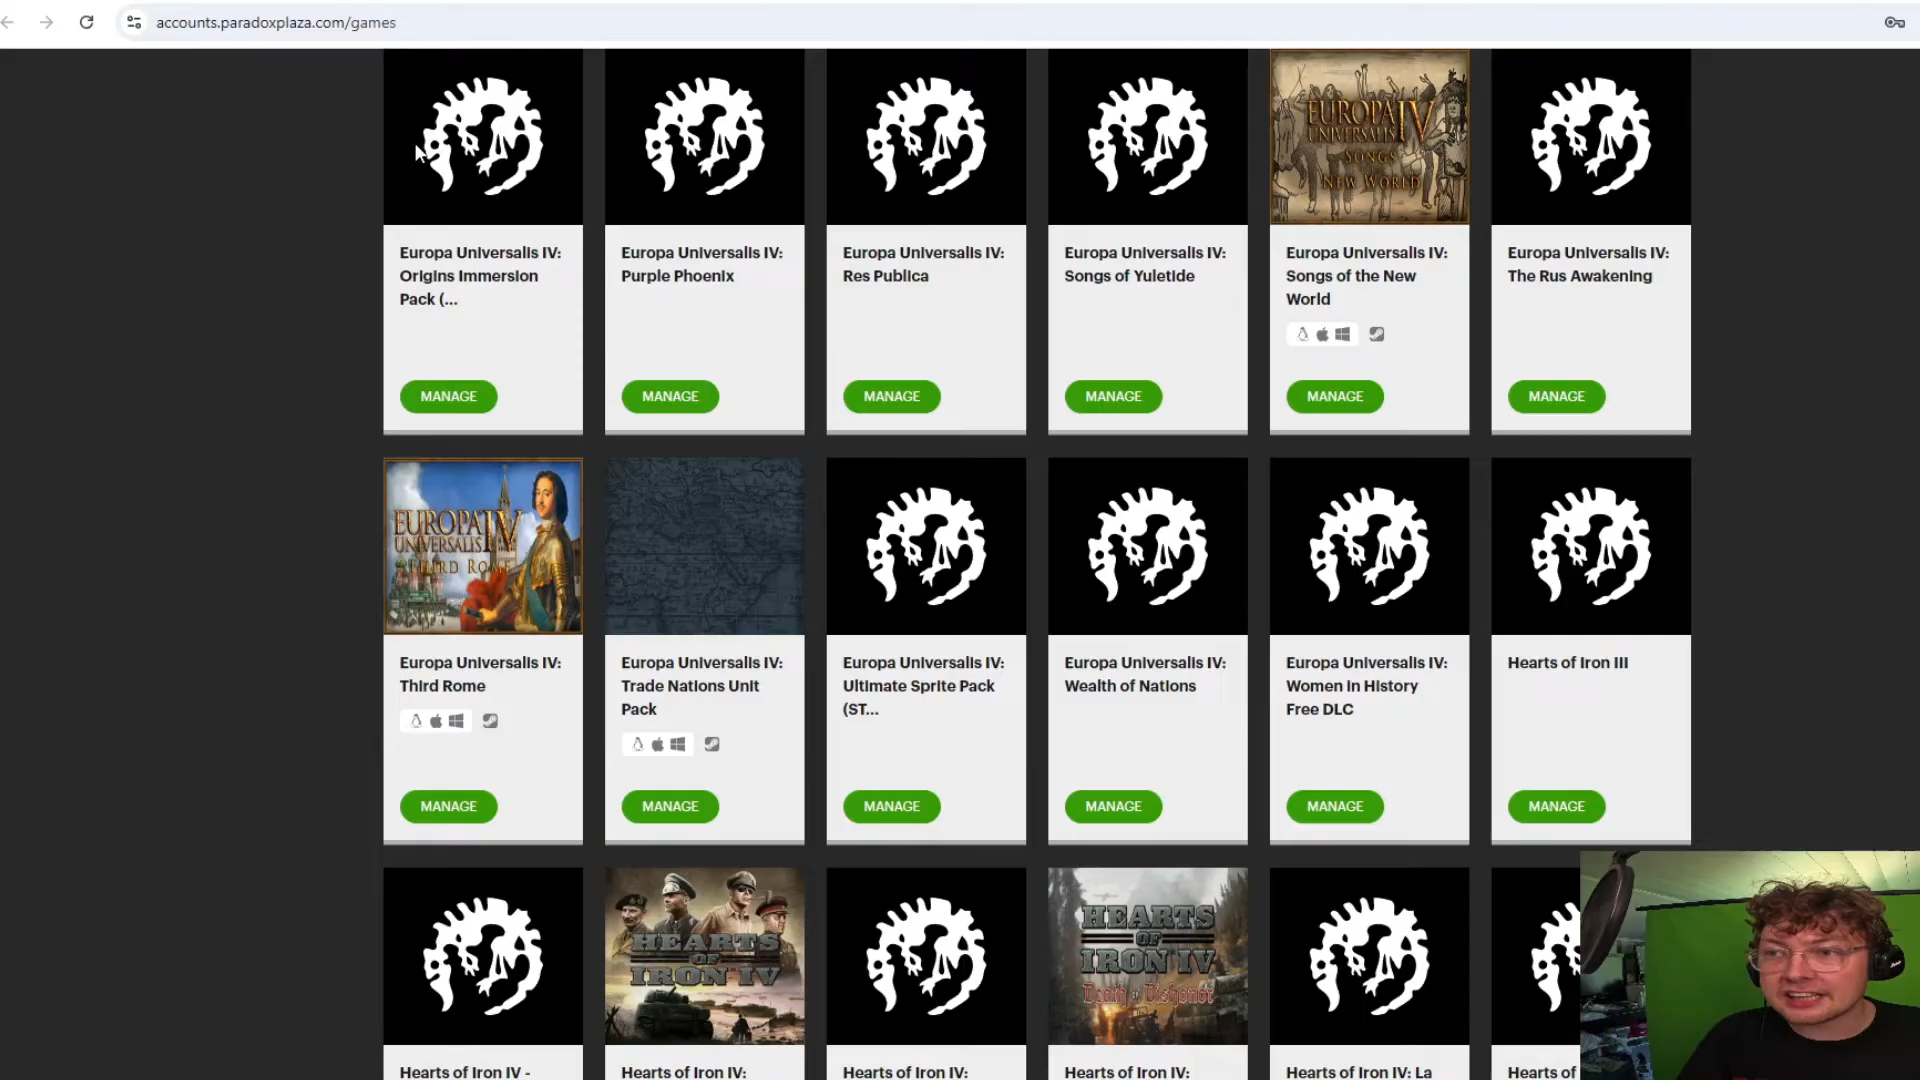 accounts.paradoxplaza.com/games
EUROPA IV
UNIVERSALIS
SONGS
NEW WORLD
Europa Universalis IV:
Origins Immersion
Pack (...
MANAGE
Europa Universalis IV:
Purple Phoenix
MANAGE
Europa Universalis IV:
Res Publica
MANAGE
Europa Universalis IV:
Songs of Yuletide
MANAGE
Europa Universalis IV:
Songs of the New
World
MANAGE
Europa Universalis IV:
The Rus Awakening
MANAGE
EUROPA IV
UNIVERSALIS
THIRD ROME
Europa Universalis IV:
Third Rome
MANAGE
Europa Universalis IV:
Trade Nations Unit
Pack
MANAGE
Europa Universalis IV:
Ultimate Sprite Pack
(ST...
MANAGE
Europa Universalis IV:
Wealth of Nations
MANAGE
Europa Universalis IV:
Women in History
Free DLC
MANAGE
Hearts of Iron III
MANAGE
HEARTS
OF
IRON IV
HEARTS
OF
IRON IV
Death or Dishonor
Hearts of Iron IV -
Hearts of Iron IV:
Hearts of Iron IV:
Hearts of Iron IV:
Hearts of Iron IV: La
Hearts of